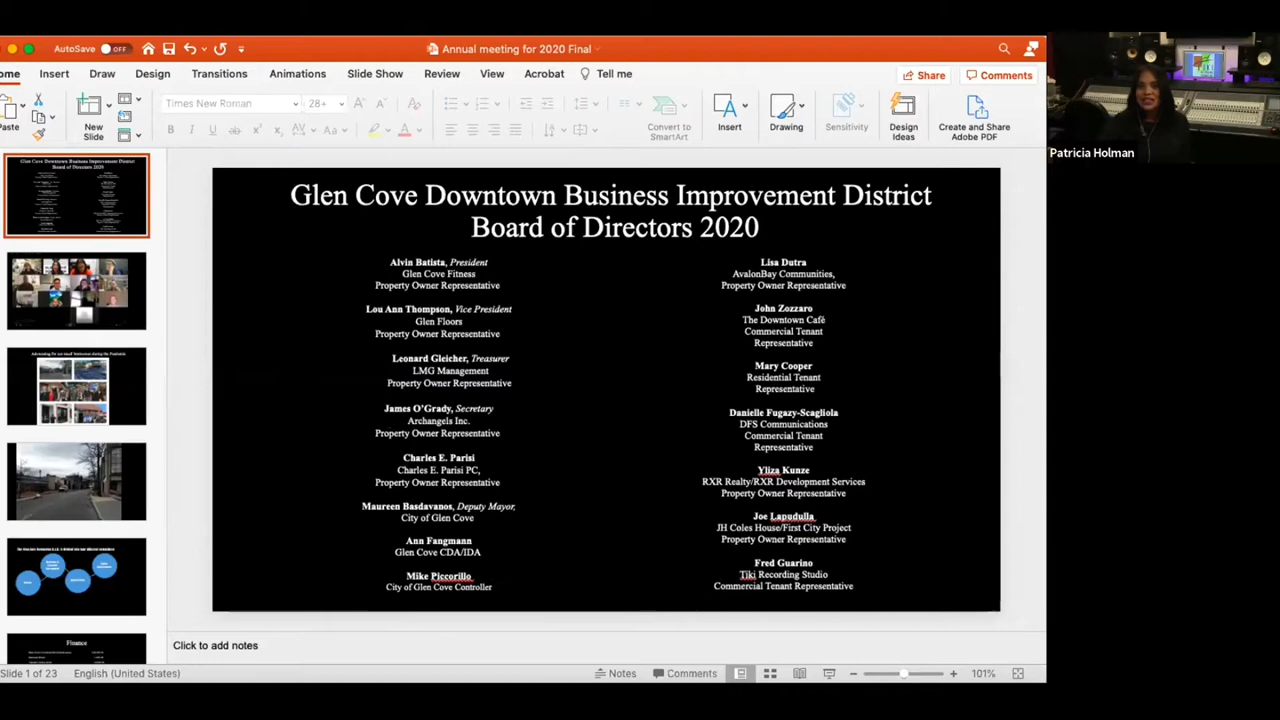 AutoSave OFF
Annual meeting for 2020 Final
Insert Draw Design Transitions Animations Slide Show Review View Acrobat Tell me
Share Comments
Times New Roman 28+
New Slide
Convert to SmartArt
Insert
Drawing
Sensitivity
Design Ideas
Create and Share Adobe PDF
Patricia Holman
Glen Cove Downtown Business Improvement District
Board of Directors 2020
Alvin Batista, President
Glen Cove Fitness
Property Owner Representative
Lou Ann Thompson, Vice President
Glen Floors
Property Owner Representative
Leonard Gleicher, Treasurer
LMG Management
Property Owner Representative
James O'Grady, Secretary
Archangels Inc.
Property Owner Representative
Charles E. Parisi
Charles E. Parisi PC,
Property Owner Representative
Maureen Basdavanos, Deputy Mayor,
City of Glen Cove
Ann Fangmann
Glen Cove CDA/IDA
Mike Piccorillo
City of Glen Cove Controller
Lisa Dutra
AvalonBay Communities,
Property Owner Representative
John Zozzaro
The Downtown Café
Commercial Tenant
Representative
Mary Cooper
Residential Tenant
Representative
Danielle Fugazy-Scagliola
DFS Communications
Commercial Tenant
Representative
Yliza Kunze
RXR Realty/RXR Development Services
Property Owner Representative
Joe Lapudulla
JH Coles House/First City Project
Property Owner Representative
Fred Guarino
Tiki Recording Studio
Commercial Tenant Representative
Finance
Click to add notes
Slide 1 of 23 English (United States) Notes Comments 101%